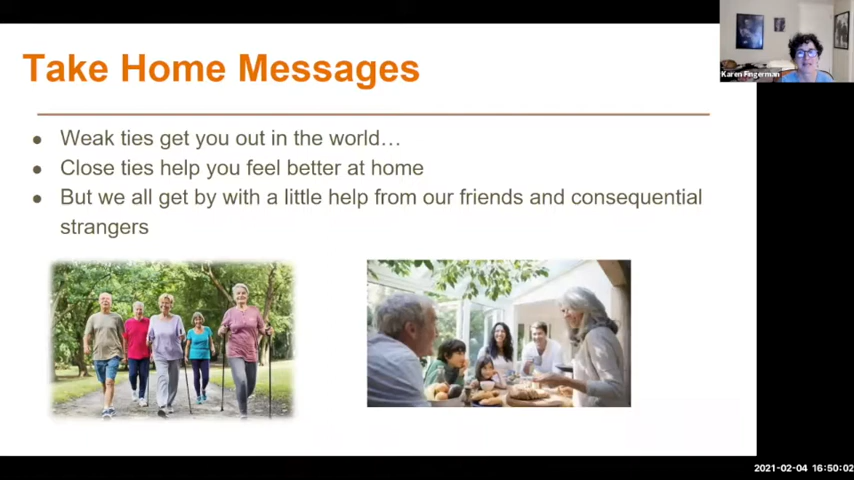 Take Home Messages
Karen Fingerman
● Weak ties get you out in the world…
● Close ties help you feel better at home
● But we all get by with a little help from our friends and consequential
strangers
2021-02-04 16:50:02